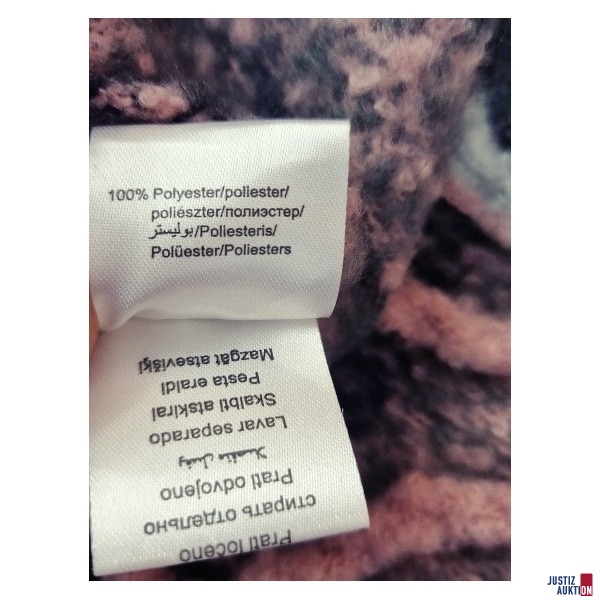 100% Polyester/poliester/
poliészter/полиэстер/
بوليستر/Poliesteris/
Polüester/Poliesters
Prati ločeno
стирать отдельно
Prati odvojeno
Lavar separado
Skalbti atskirai
Pesta eraldi
Mazgāt atsevišķi
JUSTIZ
AUKTION